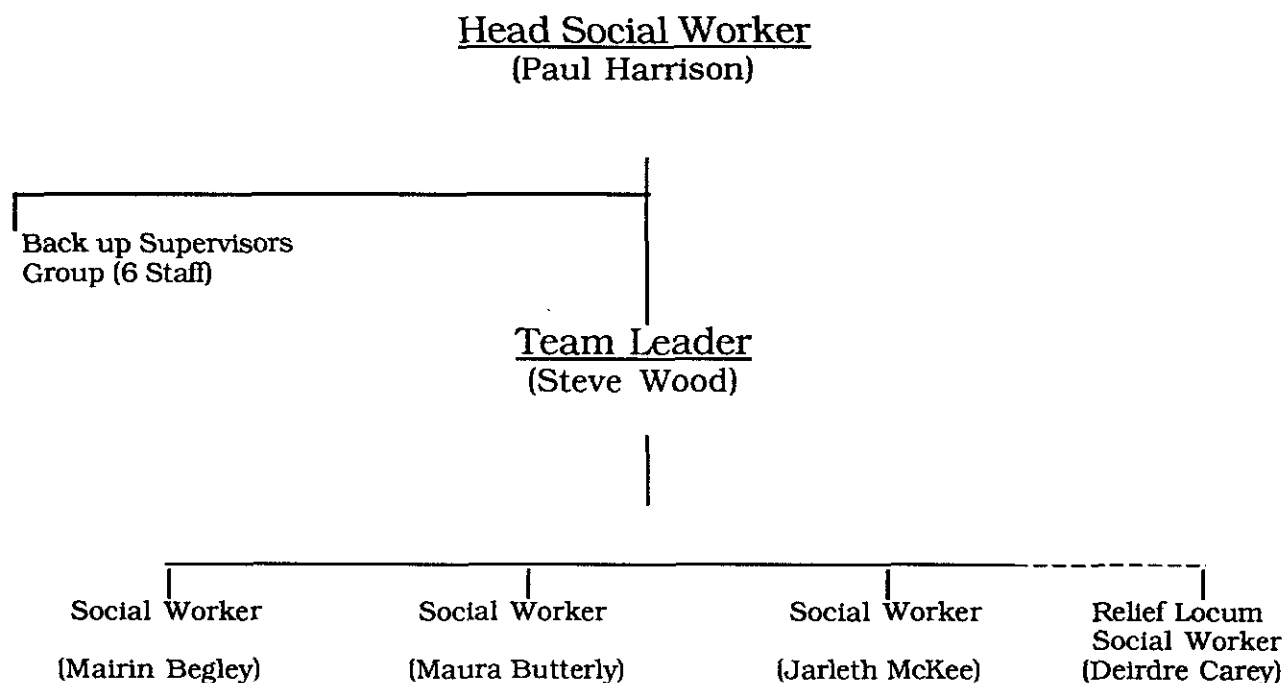 Head Social Worker
(Paul Harrison)
Back up Supervisors
Group (6 Staff)
Team Leader
(Steve Wood)
Social Worker
(Mairin Begley)
Social Worker
(Maura Butterly)
Social Worker
(Jarleth McKee)
Relief Locum
Social Worker
(Deirdre Carey)